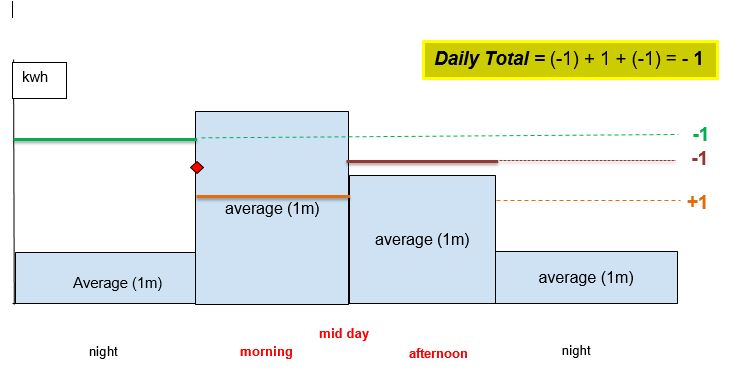 Daily Total = (-1) + 1 + (-1) = - 1
kwh
-1
-1
+1
average (1m)
average (1m)
Average (1m)
average (1m)
mid day
night
morning
afternoon
night